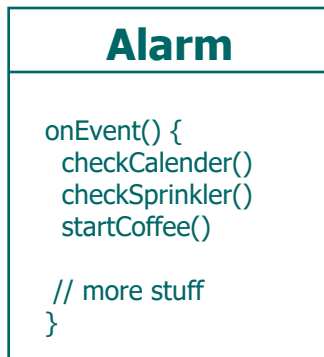 Alarm
onEvent() {
checkCalender()
checkSprinkler()
startCoffee()
// more stuff
}